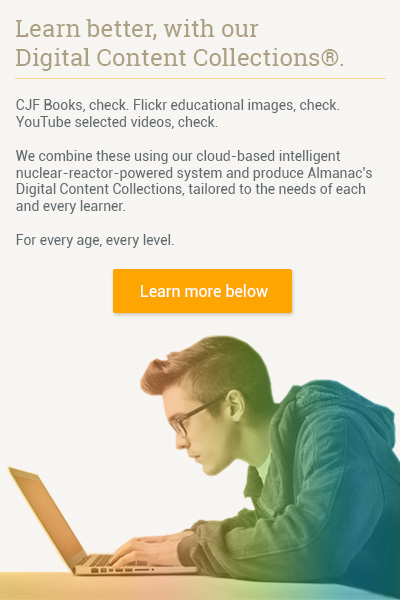 Learn better, with our
Digital Content Collections®.
CJF Books, check. Flickr educational images, check.
YouTube selected videos, check.
We combine these using our cloud-based intelligent
nuclear-reactor-powered system and produce Almanac's
Digital Content Collections, tailored to the needs of each
and every learner.
For every age, every level.
Learn more below